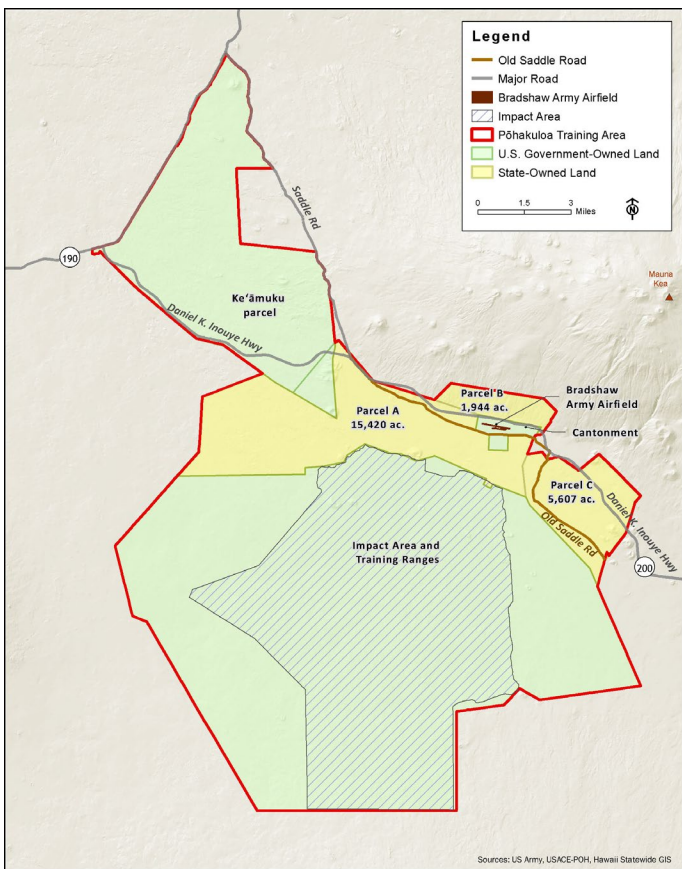 Legend
Old Saddle Road
Major Road
Bradshaw Army Airfield
Impact Area
Pōhakuloa Training Area
U.S. Government-Owned Land
State-Owned Land
0 1.5 3
Miles
N
Saddle Rd
190
Mauna
Kea
Keʻāmuku
parcel
Daniel K. Inouye Hwy
Parcel B
1,944 ac.
Bradshaw
Army Airfield
Parcel A
15,420 ac.
Cantonment
Parcel C
5,607 ac.
Daniel K. Inouye Hwy
Old Saddle Rd
Impact Area and
Training Ranges
200
Sources: US Army, USACE-POH, Hawaii Statewide GIS